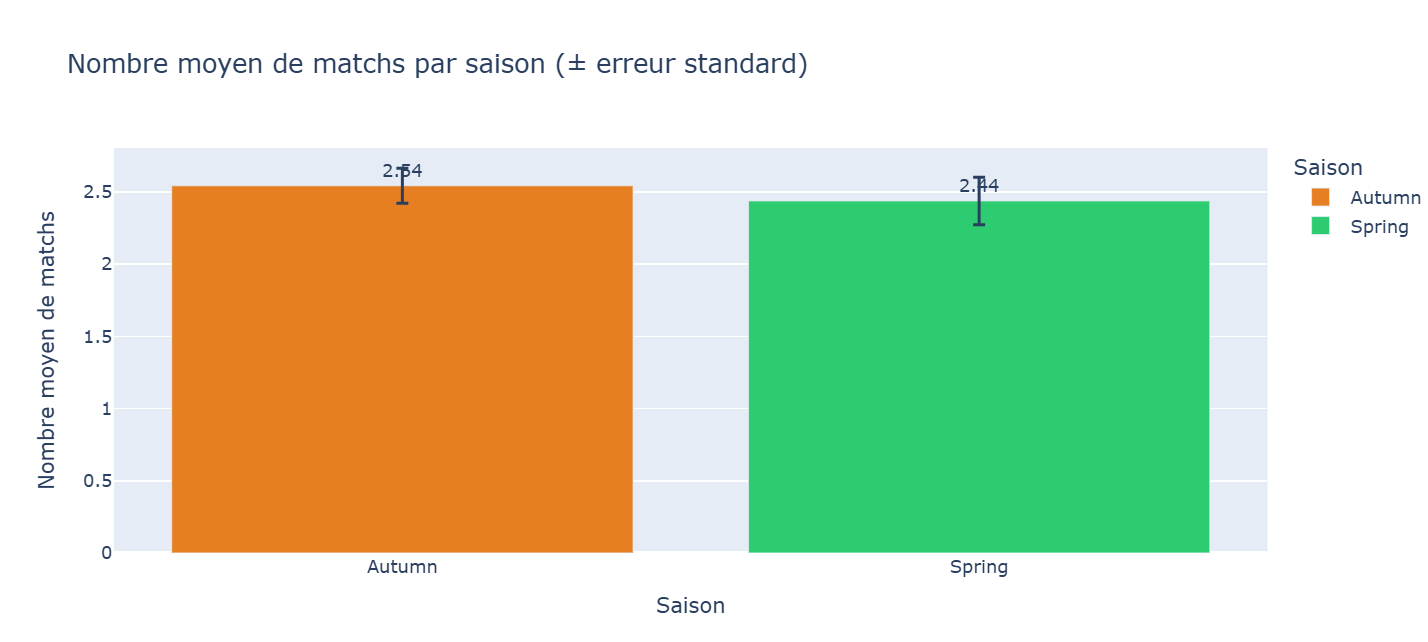 Nombre moyen de matchs par saison (± erreur standard)
Nombre moyen de matchs
2.5
2
1.5
1
0.5
0
2.54
2.44
Autumn
Spring
Saison
Saison
Autumn
Spring